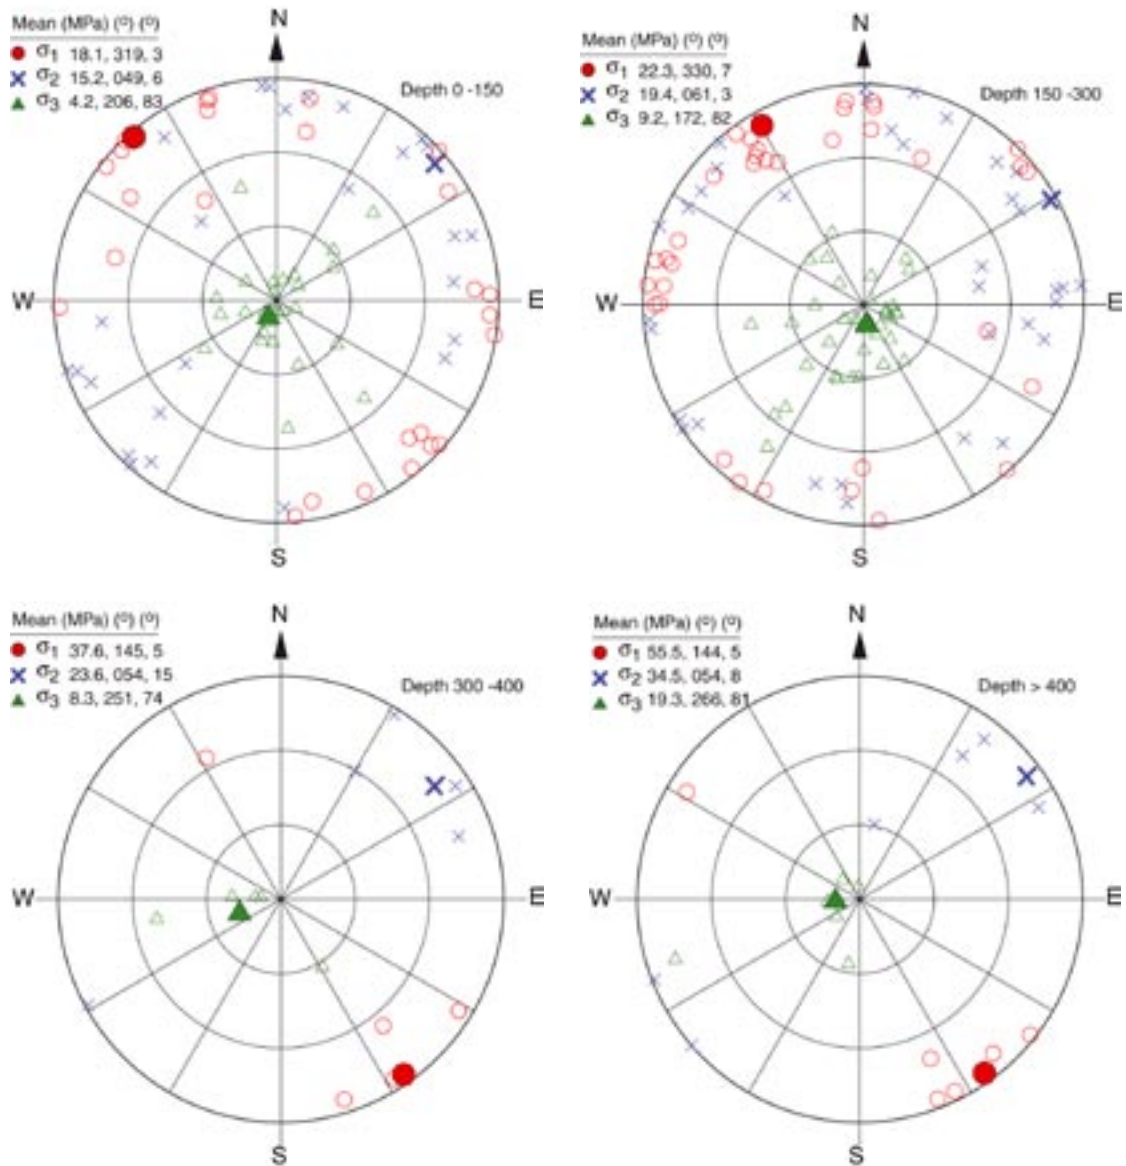 Mean (MPa) (º) (º)
σ1 18.1, 319, 3
σ2 15.2, 049, 6
σ3 4.2, 206, 83
N
Depth 0 -150
W
E
S
Mean (MPa) (º) (º)
σ1 22.3, 330, 7
σ2 19.4, 061, 3
σ3 9.2, 172, 82
N
Depth 150 -300
W
E
S
Mean (MPa) (º) (º)
σ1 37.6, 145, 5
σ2 23.6, 054, 15
σ3 8.3, 251, 74
N
Depth 300 -400
W
E
S
Mean (MPa) (º) (º)
σ1 55.5, 144, 5
σ2 34.5, 054, 8
σ3 19.3, 266, 81
N
Depth > 400
W
E
S